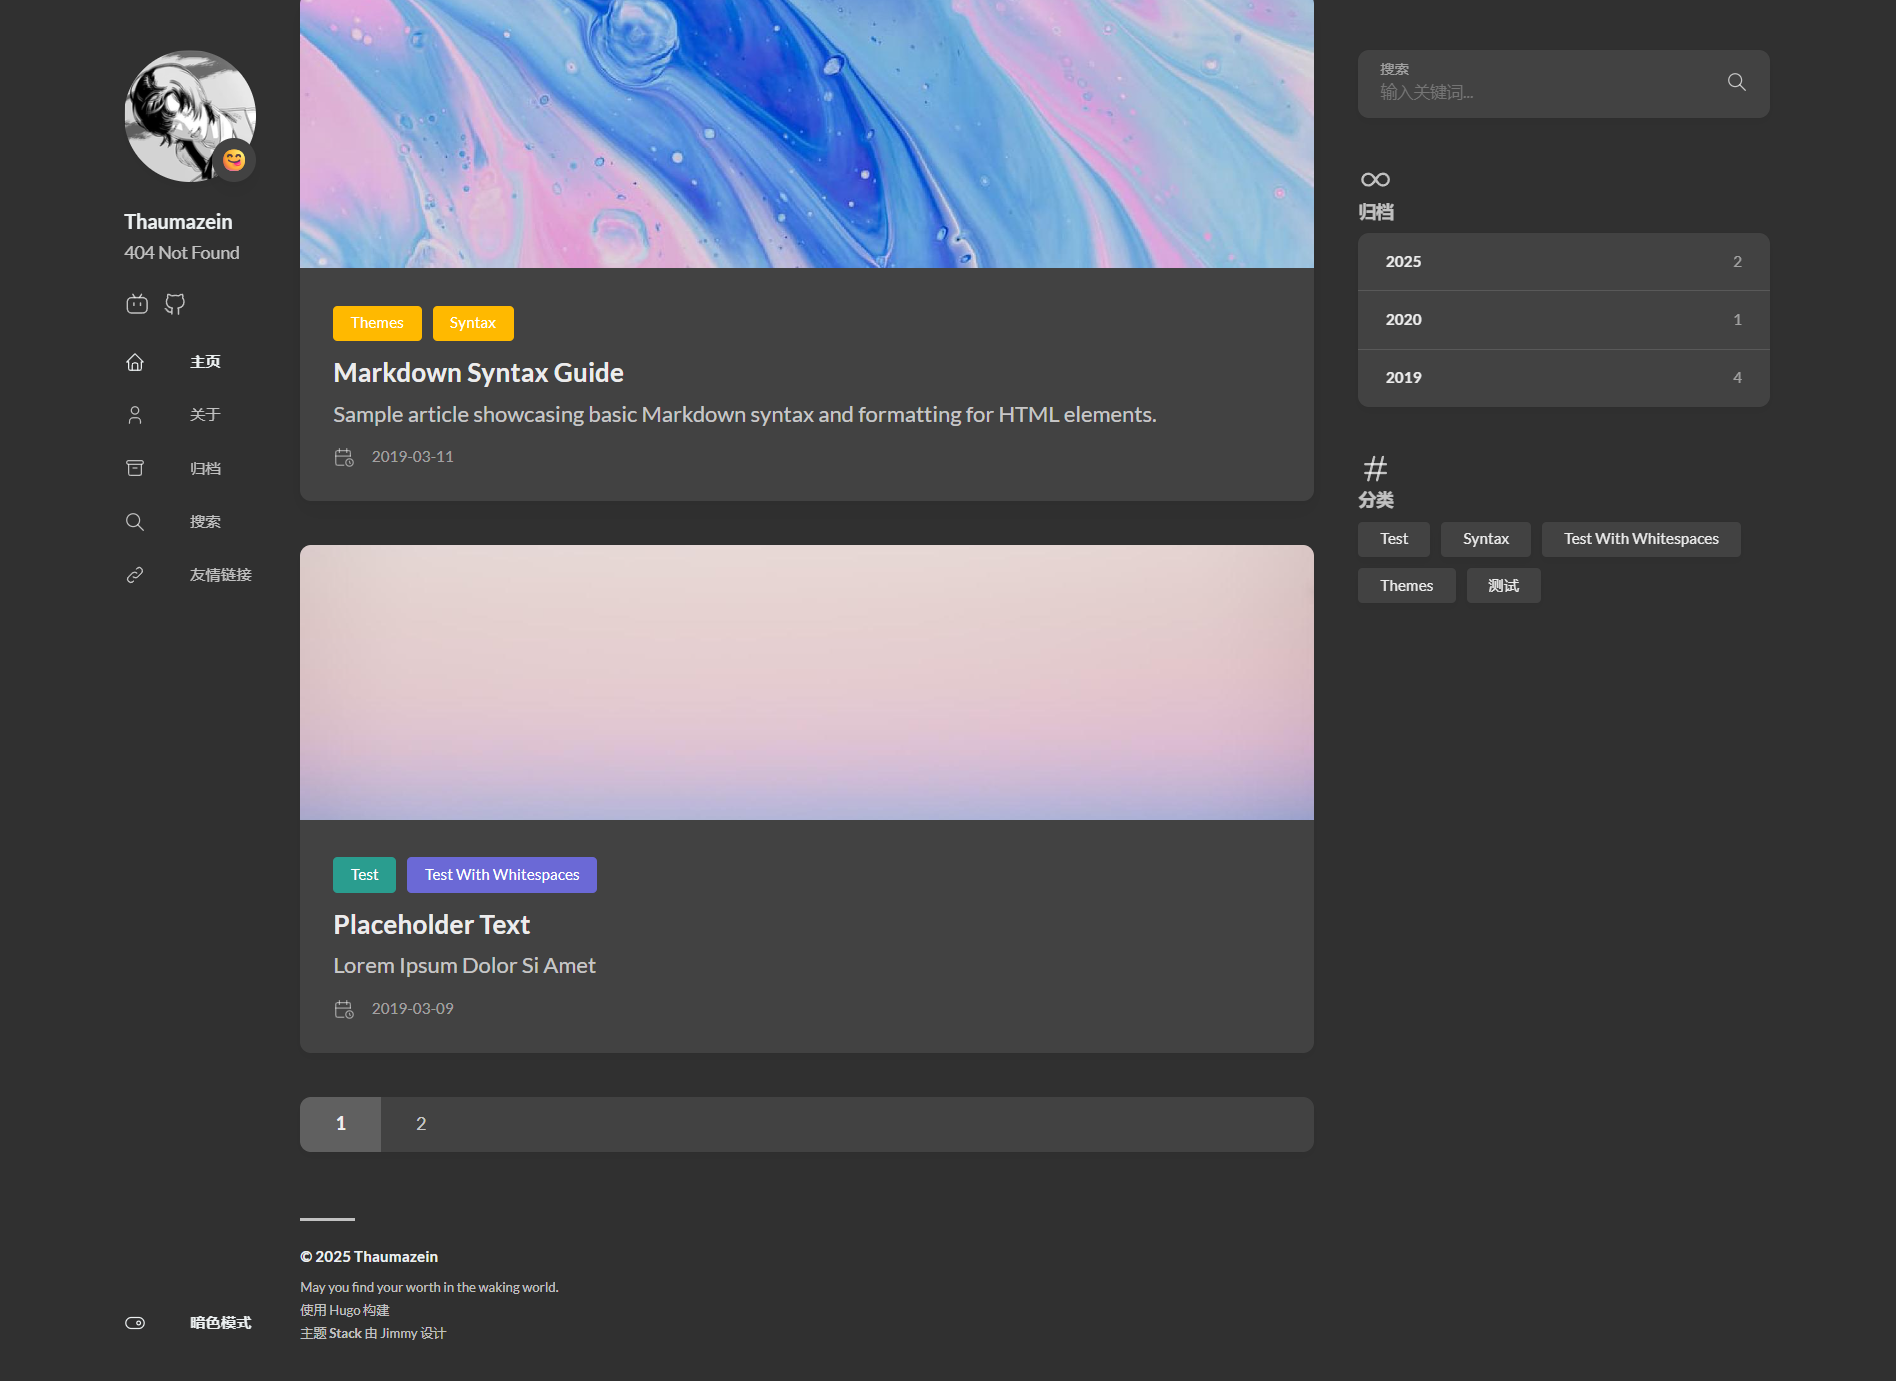 Thaumazein
404 Not Found
主页
关于
归档
搜索
友情链接
暗色模式
Themes
Syntax
Markdown Syntax Guide
Sample article showcasing basic Markdown syntax and formatting for HTML elements.
2019-03-11
Test
Test With Whitespaces
Placeholder Text
Lorem Ipsum Dolor Si Amet
2019-03-09
1
2
© 2025 Thaumazein
May you find your worth in the waking world.
使用 Hugo 构建
主题 Stack 由 Jimmy 设计
搜索
输入关键词...
归档
2025 2
2020 1
2019 4
分类
Test
Syntax
Test With Whitespaces
Themes
测试